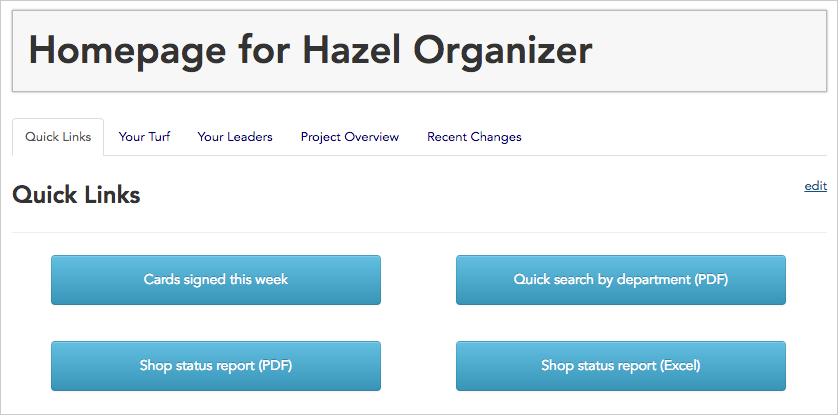 Homepage for Hazel Organizer
Quick Links Your Turf Your Leaders Project Overview Recent Changes
Quick Links edit
Cards signed this week Quick search by department (PDF)
Shop status report (PDF) Shop status report (Excel)